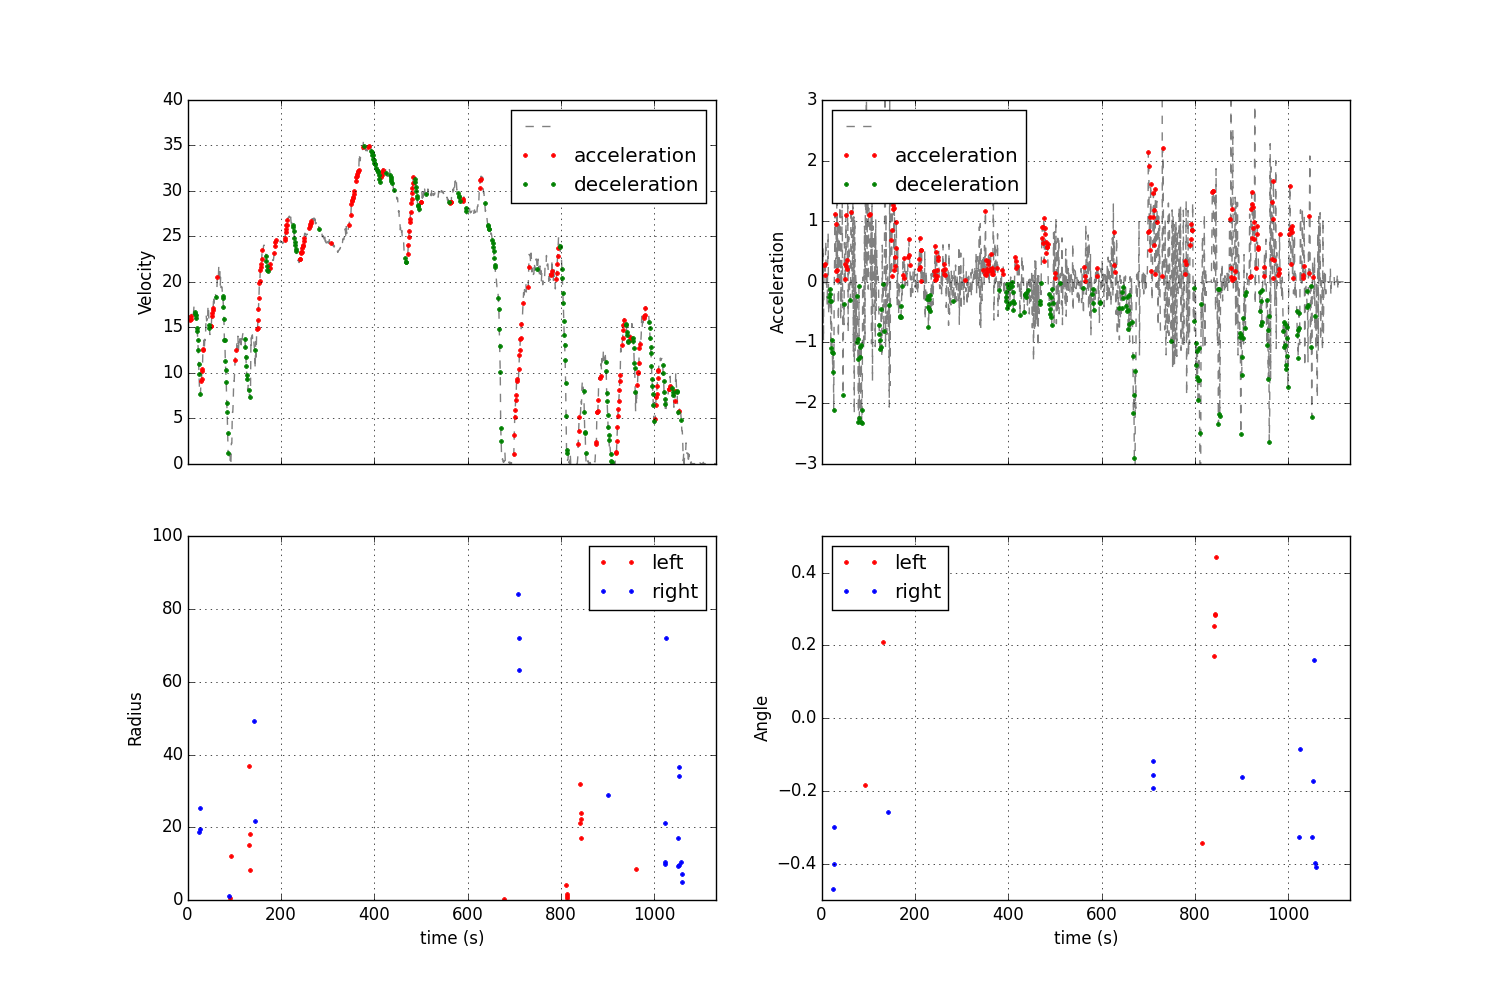 40
35
30
25
20
15
10
5
0
Velocity
acceleration
deceleration
3
2
1
0
−1
−2
−3
Acceleration
acceleration
deceleration
100
80
60
40
20
0
Radius
left
right
0 200 400 600 800 1000
time (s)
0.4
0.2
0.0
−0.2
−0.4
Angle
left
right
0 200 400 600 800 1000
time (s)